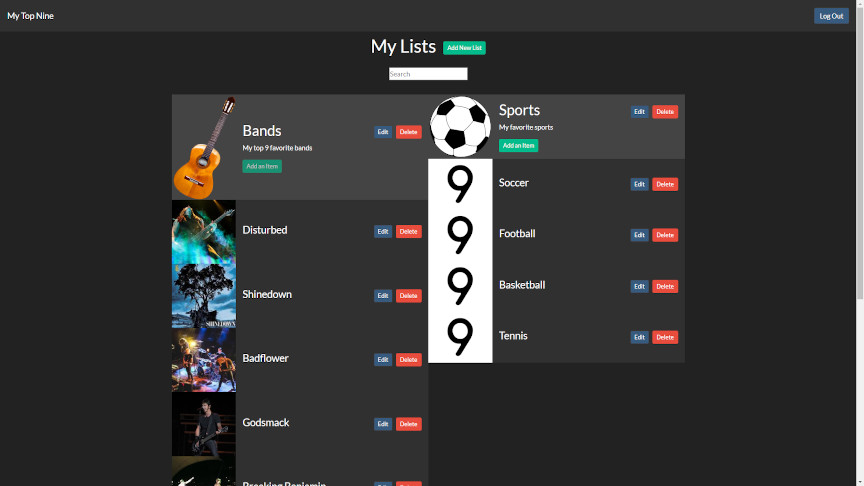 My Top Nine
Log Out
My Lists
Add New List
Search
Bands
My top 9 favorite bands
Add an Item
Edit
Delete
Disturbed
Edit
Delete
Shinedown
Edit
Delete
SHINEDOWN
Badflower
Edit
Delete
Godsmack
Edit
Delete
Breaking Benjamin
Edit
Delete
Sports
My favorite sports
Add an Item
Edit
Delete
9
Soccer
Edit
Delete
9
Football
Edit
Delete
9
Basketball
Edit
Delete
9
Tennis
Edit
Delete